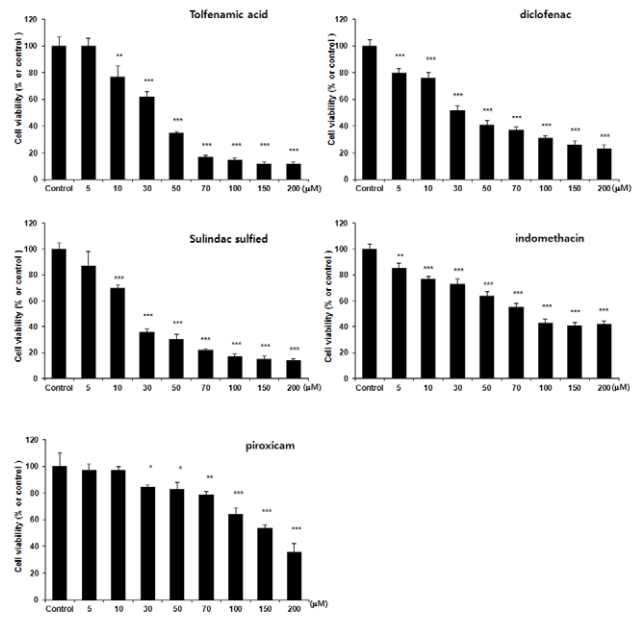 Tolfenamic acid
Cell viability (% or control )
120
100
80
60
40
20
0
** *** *** *** *** *** ***
Control 5 10 30 50 70 100 150 200 (μM)
diclofenac
Cell viability (% or control )
120
100
80
60
40
20
0
*** *** *** *** *** *** *** ***
Control 5 10 30 50 70 100 150 200 (μM)
Sulindac sulfied
Cell viability (% or control )
120
100
80
60
40
20
0
*** *** *** *** *** *** ***
Control 5 10 30 50 70 100 150 200 (μM)
indomethacin
Cell viability (% or control )
120
100
80
60
40
20
0
** *** *** *** *** *** *** ***
Control 5 10 30 50 70 100 150 200 (μM)
piroxicam
Cell viability (% or control )
120
100
80
60
40
20
0
* * ** *** *** ***
Control 5 10 30 50 70 100 150 200 (μM)